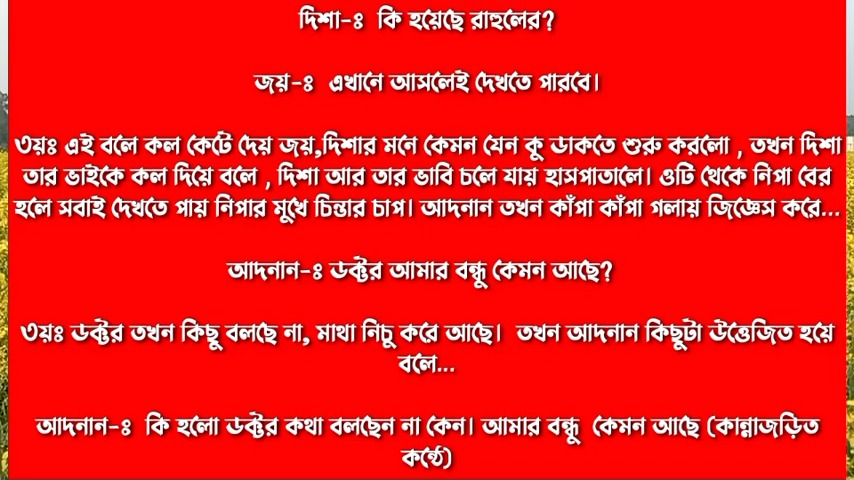 দিশা-ঃ কি হয়েছে রাহুলের?
জয়-ঃ এখানে আসলেই দেখতে পারবে।
৩য়ঃ এই বলে কল কেটে দেয় জয়,দিশার মনে কেমন যেন কু ডাকতে শুরু করলো , তখন দিশা
তার ভাইকে কল দিয়ে বলে , দিশা আর তার ভাবি চলে যায় হাসপাতালে। ওটি থেকে নিপা বের
হলে সবাই দেখতে পায় নিপার মুখে চিন্তার চাপ। আদনান তখন কাঁপা কাঁপা গলায় জিজ্ঞেস করে...
আদনান-ঃ ডক্টর আমার বন্ধু কেমন আছে?
৩য়ঃ ডক্টর তখন কিছু বলছে না, মাথা নিচু করে আছে। তখন আদনান কিছুটা উত্তেজিত হয়ে
বলে...
আদনান-ঃ কি হলো ডক্টর কথা বলছেন না কেন। আমার বন্ধু কেমন আছে (কান্নাজড়িত
কন্ঠে)